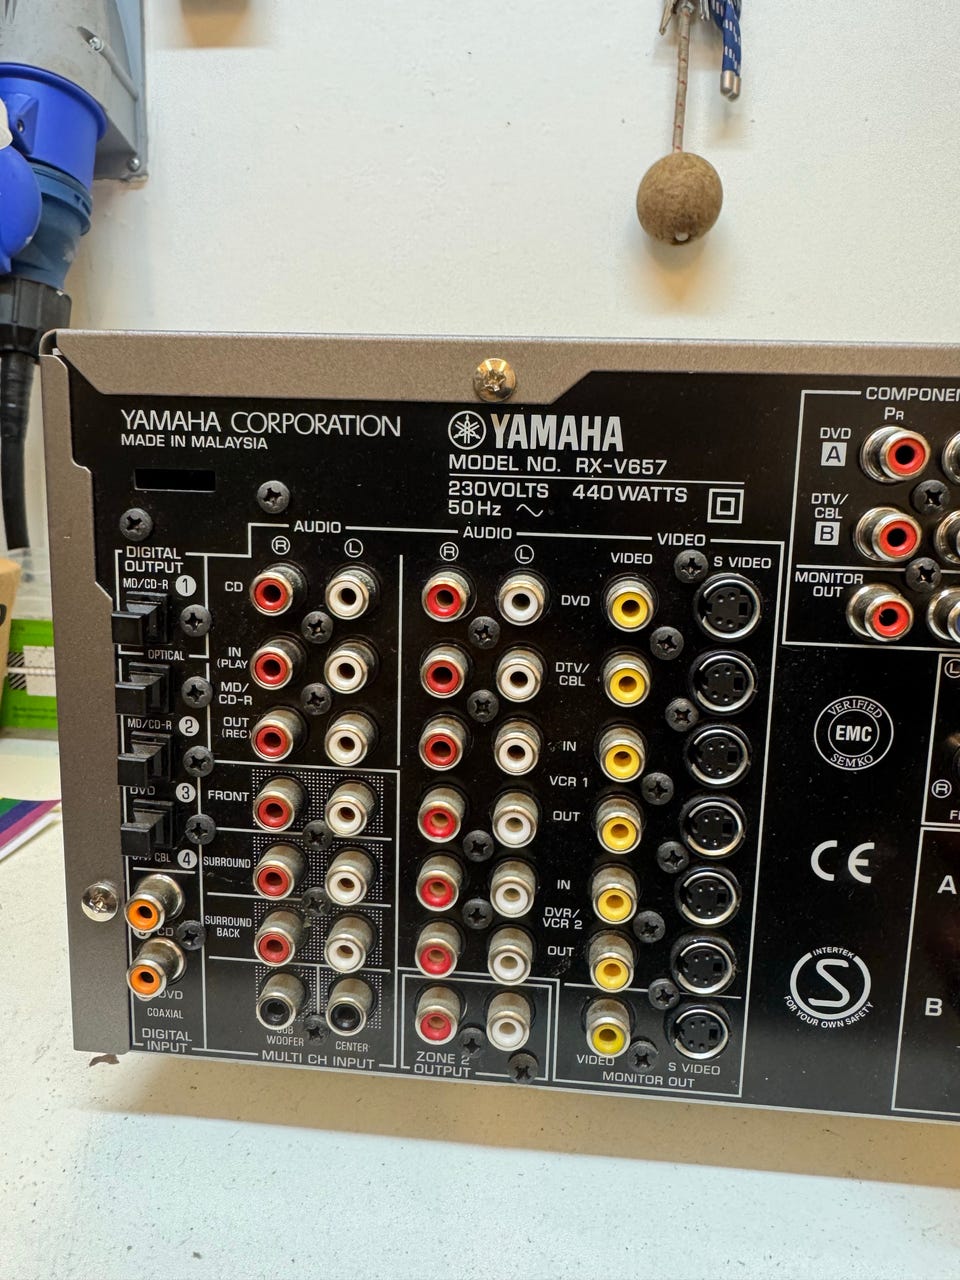 YAMAHA CORPORATION
MADE IN MALAYSIA
YAMAHA
MODEL NO. RX-V657
230VOLTS 440 WATTS
50 Hz
COMPONEN
PR
DVD
A
DTV/
CBL
B
MONITOR
OUT
DIGITAL
OUTPUT
MD/CD-R
1
OPTICAL
MD/CD-R
2
DVD
3
CBL
4
CD
DVD
COAXIAL
DIGITAL
INPUT
AUDIO
R L
CD
IN
(PLAY
MD/
CD-R
OUT
(REC)
FRONT
SURROUND
SURROUND
BACK
SUB
WOOFER
CENTER
MULTI CH INPUT
AUDIO
R L
VIDEO
VIDEO
S VIDEO
DVD
DTV/
CBL
IN
VCR 1
OUT
IN
DVR/
VCR 2
OUT
ZONE 2
OUTPUT
VIDEO
S VIDEO
MONITOR OUT
VERIFIED
EMC
SEMKO
CE
INTERTEK
S
FOR YOUR OWN SAFETY
L
R
A
B